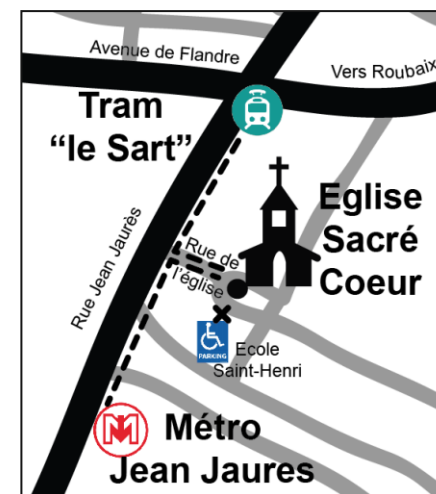 Avenue de Flandre
Vers Roubaix
Tram
“le Sart”
Eglise
Sacré
Coeur
Rue de
l'église
Rue Jean Jaurès
PARKING
Ecole
Saint-Henri
M
Métro
Jean Jaures